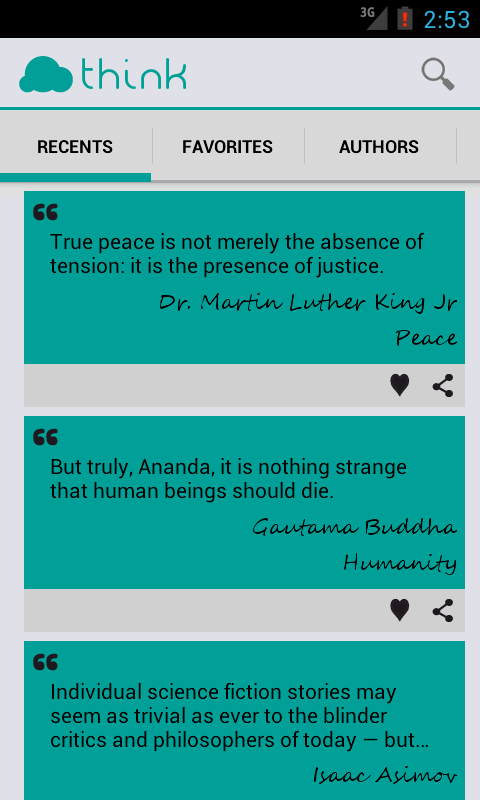 3G 2:53
think
RECENTS FAVORITES AUTHORS
“
True peace is not merely the absence of
tension: it is the presence of justice.
Dr. Martin Luther King Jr
Peace
“
But truly, Ananda, it is nothing strange
that human beings should die.
Gautama Buddha
Humanity
“
Individual science fiction stories may
seem as trivial as ever to the blinder
critics and philosophers of today — but…
Isaac Asimov